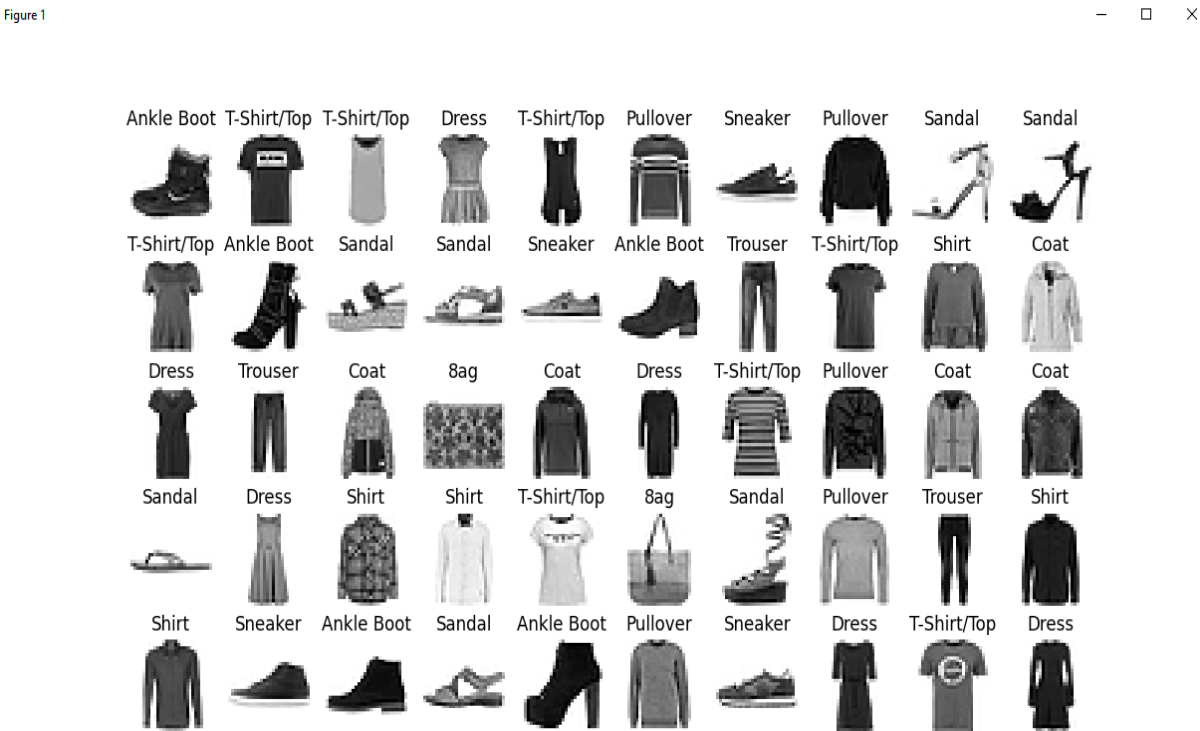 Figure 1
Ankle Boot T-Shirt/Top T-Shirt/Top Dress T-Shirt/Top Pullover Sneaker Pullover Sandal Sandal
T-Shirt/Top Ankle Boot Sandal Sandal Sneaker Ankle Boot Trouser T-Shirt/Top Shirt Coat
Dress Trouser Coat 8ag Coat Dress T-Shirt/Top Pullover Coat Coat
Sandal Dress Shirt Shirt T-Shirt/Top 8ag Sandal Pullover Trouser Shirt
Shirt Sneaker Ankle Boot Sandal Ankle Boot Pullover Sneaker Dress T-Shirt/Top Dress